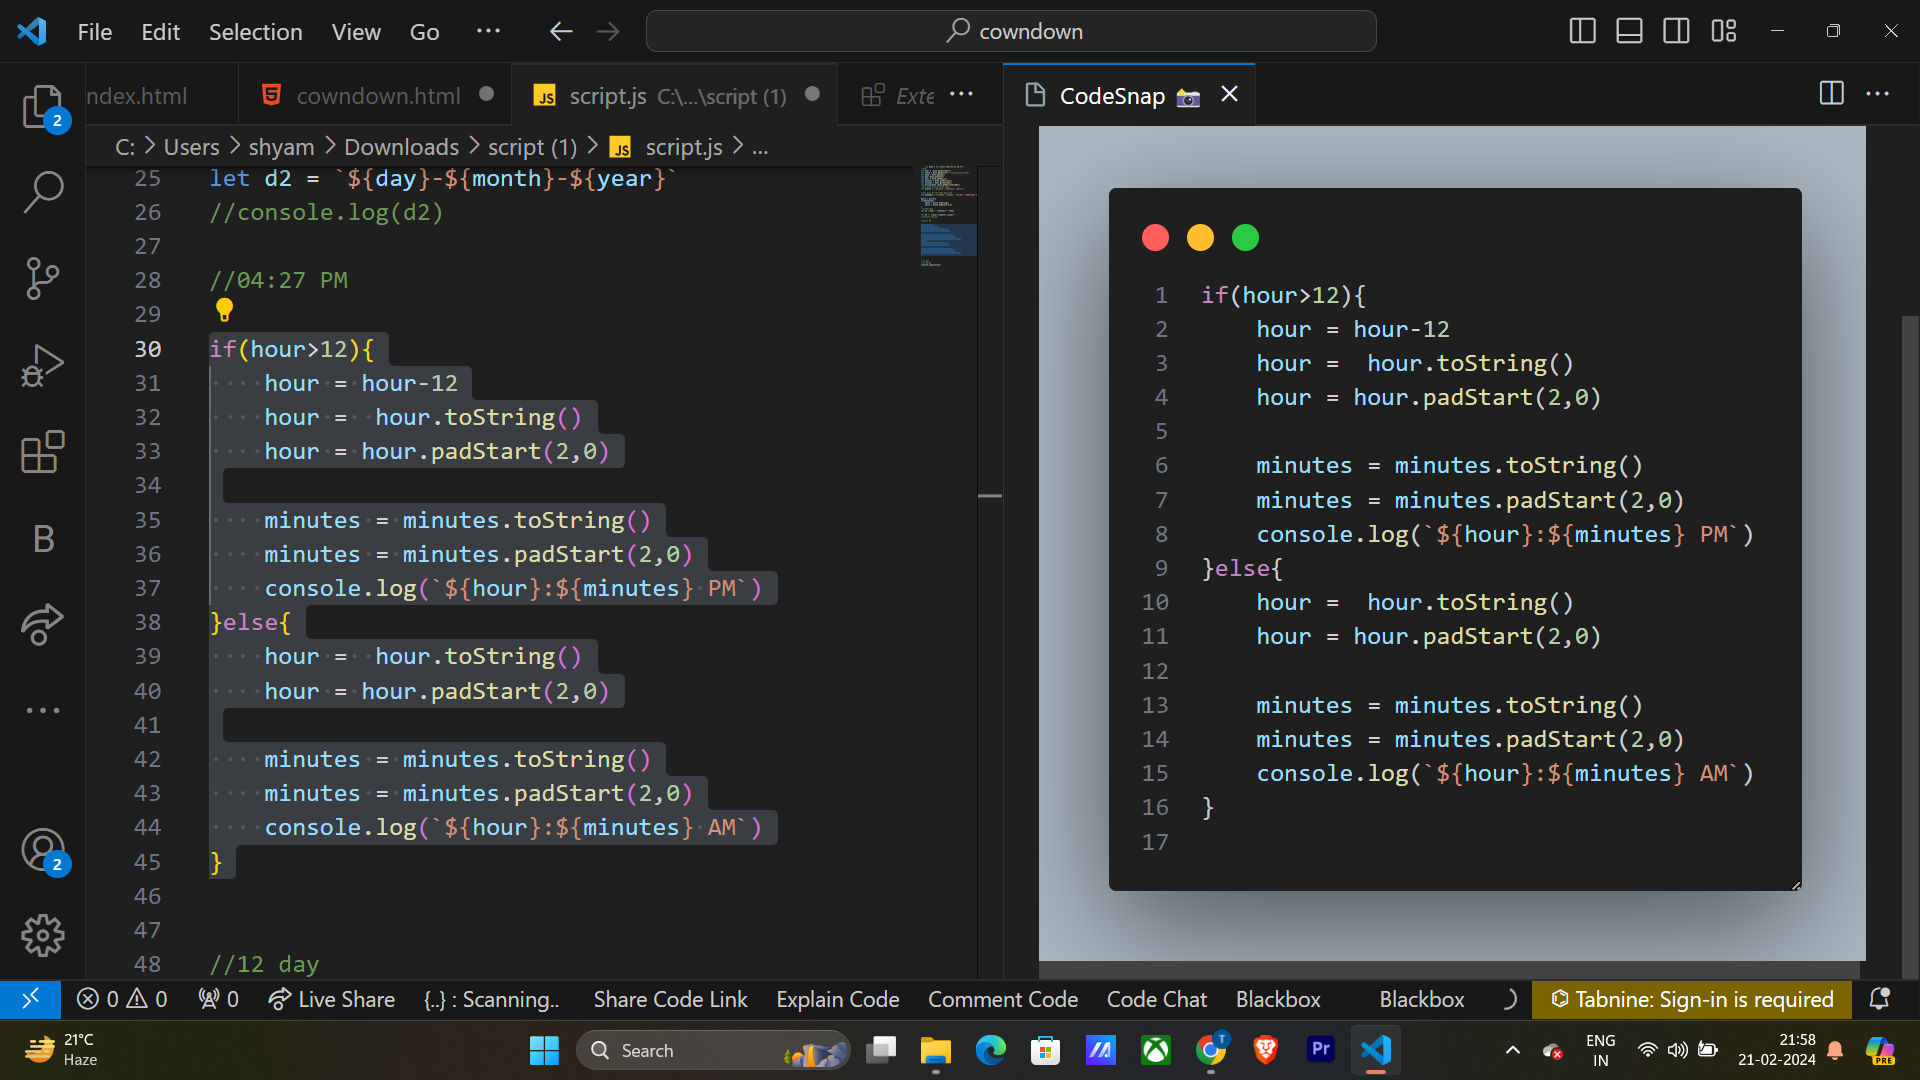 File Edit Selection View Go ··· cowndown
ndex.html cowndown.html script.js C:\...\script (1) Exte ··· CodeSnap 📸
C: > Users > shyam > Downloads > script (1) > JS script.js > ...
25 let d2 = `${day}-${month}-${year}`
26 //console.log(d2)
27
28 //04:27 PM
29
30 if(hour>12){
31 hour = hour-12
32 hour =  hour.toString()
33 hour = hour.padStart(2,0)
34
35 minutes = minutes.toString()
36 minutes = minutes.padStart(2,0)
37 console.log(`${hour}:${minutes} PM`)
38 }else{
39 hour =  hour.toString()
40 hour = hour.padStart(2,0)
41
42 minutes = minutes.toString()
43 minutes = minutes.padStart(2,0)
44 console.log(`${hour}:${minutes} AM`)
45 }
46
47
48 //12 day
1 if(hour>12){
2 hour = hour-12
3 hour =  hour.toString()
4 hour = hour.padStart(2,0)
5
6 minutes = minutes.toString()
7 minutes = minutes.padStart(2,0)
8 console.log(`${hour}:${minutes} PM`)
9 }else{
10 hour =  hour.toString()
11 hour = hour.padStart(2,0)
12
13 minutes = minutes.toString()
14 minutes = minutes.padStart(2,0)
15 console.log(`${hour}:${minutes} AM`)
16 }
17
2
B
2
0 0 0 Live Share {..} : Scanning.. Share Code Link Explain Code Comment Code Code Chat Blackbox Blackbox Tabnine: Sign-in is required
21°C
Haze
Search
T
Pr
ENG
IN
21:58
21-02-2024
PRE